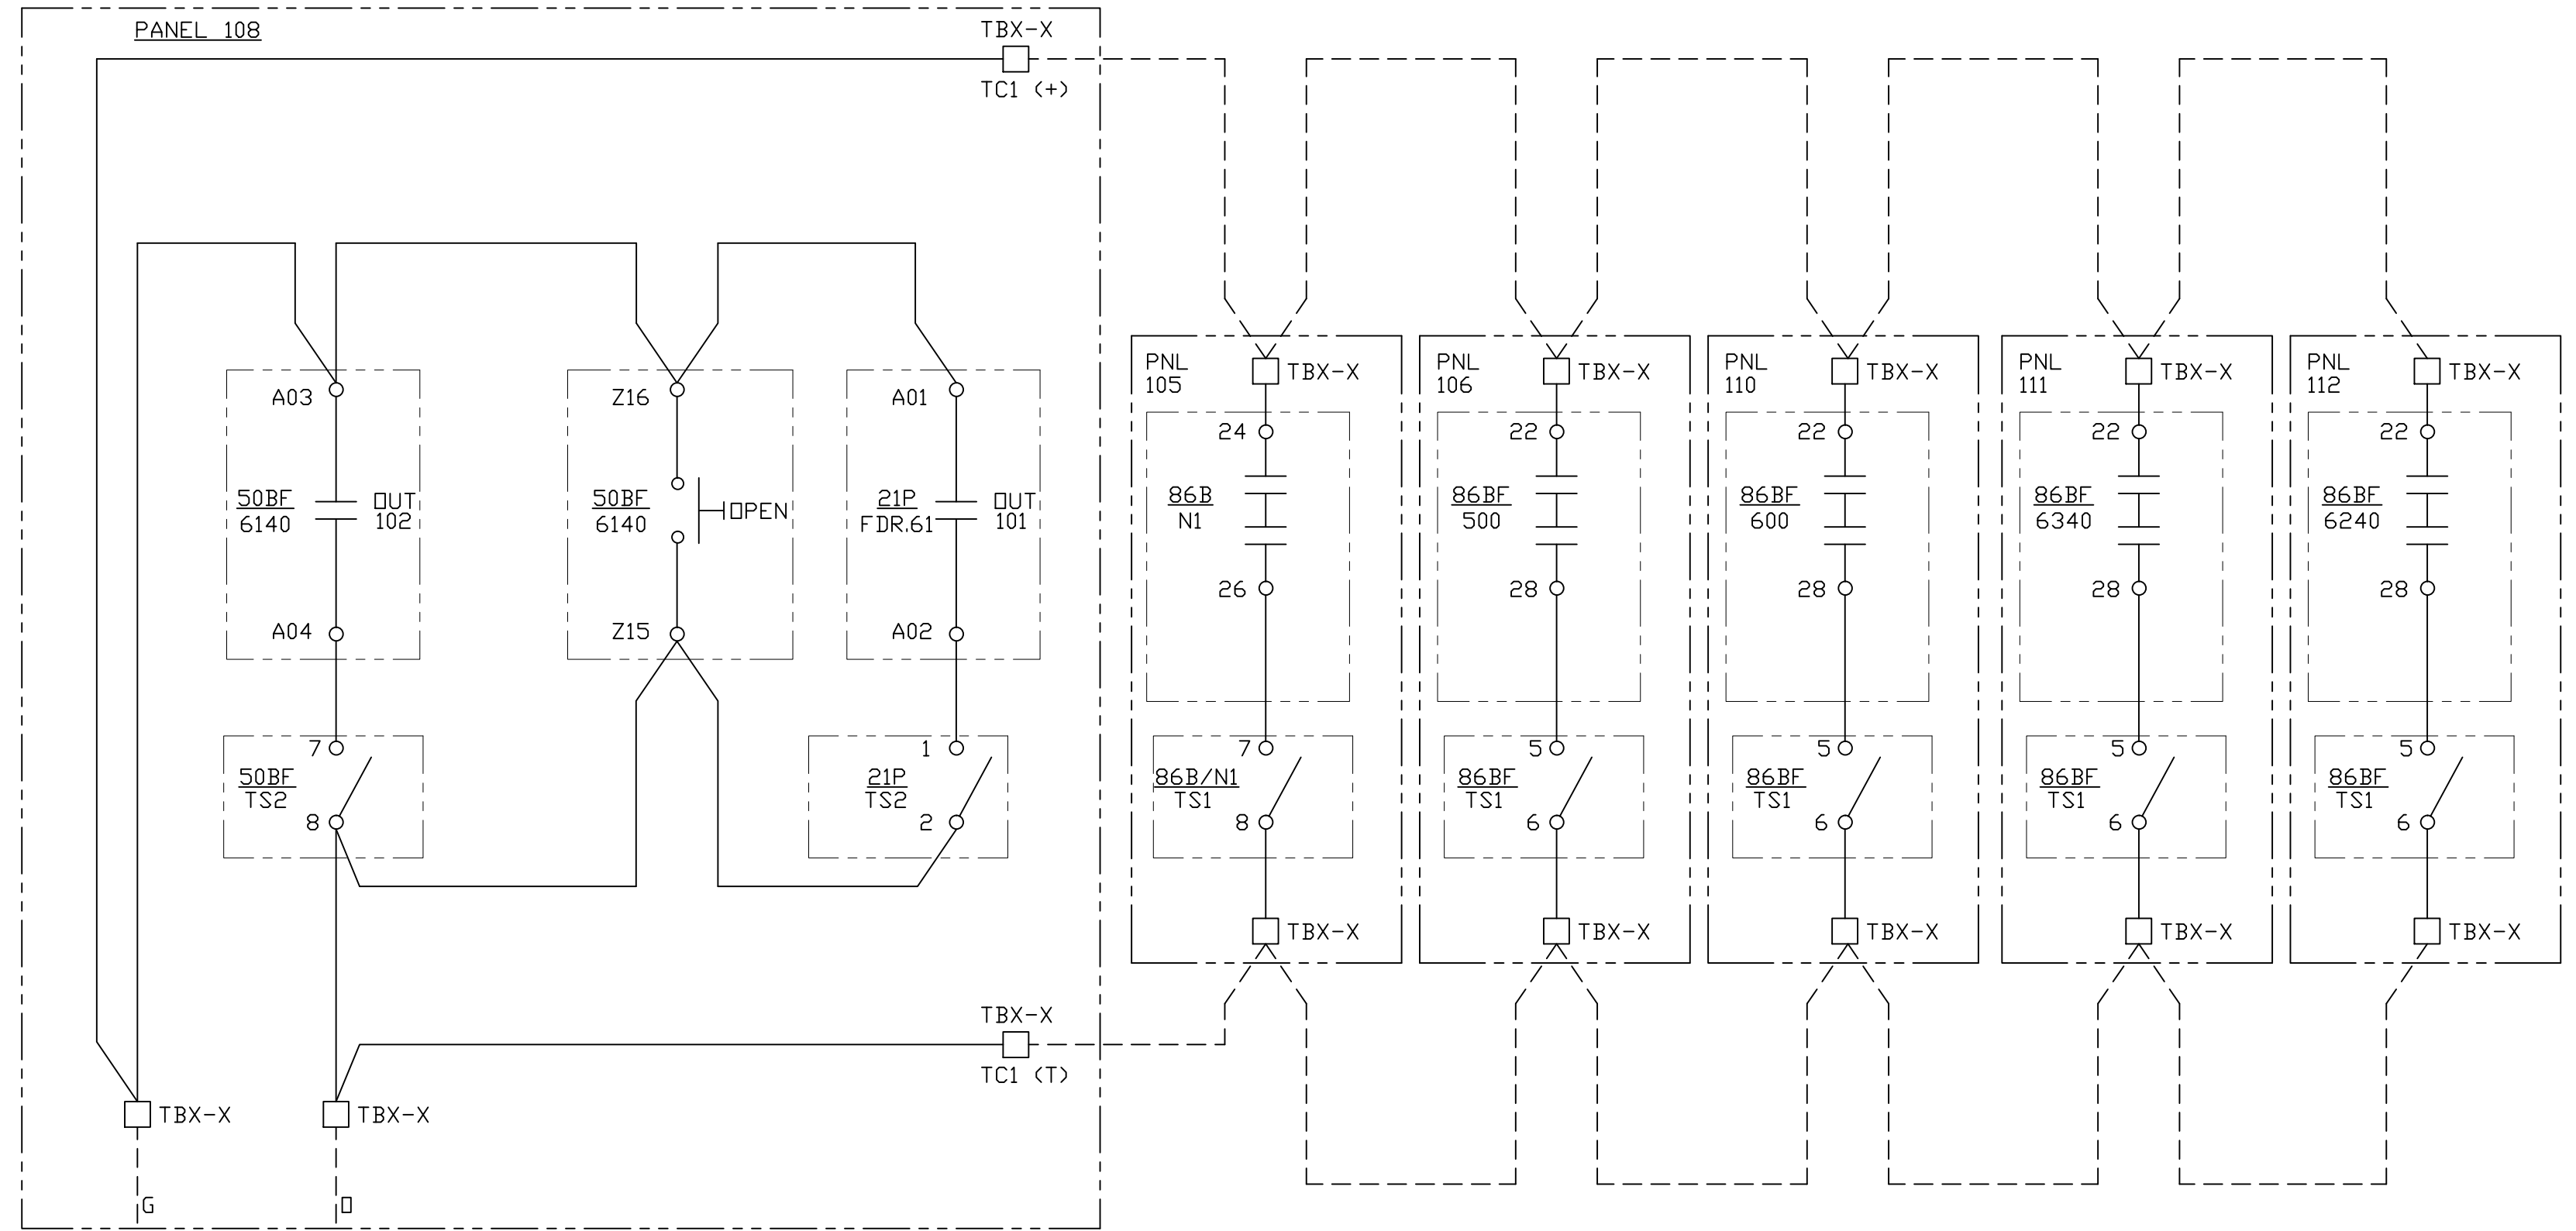 PANEL 108
TBX-X
TC1 (+)
A03
50BF
6140
OUT
102
A04
7
50BF
TS2
8
Z16
50BF
6140
OPEN
Z15
A01
21P
FDR.61
OUT
101
A02
1
21P
TS2
2
TBX-X
TC1 (T)
TBX-X
TBX-X
G
O
PNL
105
TBX-X
24
86B
N1
26
7
86B/N1
TS1
8
TBX-X
PNL
106
TBX-X
22
86BF
500
28
5
86BF
TS1
6
TBX-X
PNL
110
TBX-X
22
86BF
600
28
5
86BF
TS1
6
TBX-X
PNL
111
TBX-X
22
86BF
6340
28
5
86BF
TS1
6
TBX-X
PNL
112
TBX-X
22
86BF
6240
28
5
86BF
TS1
6
TBX-X